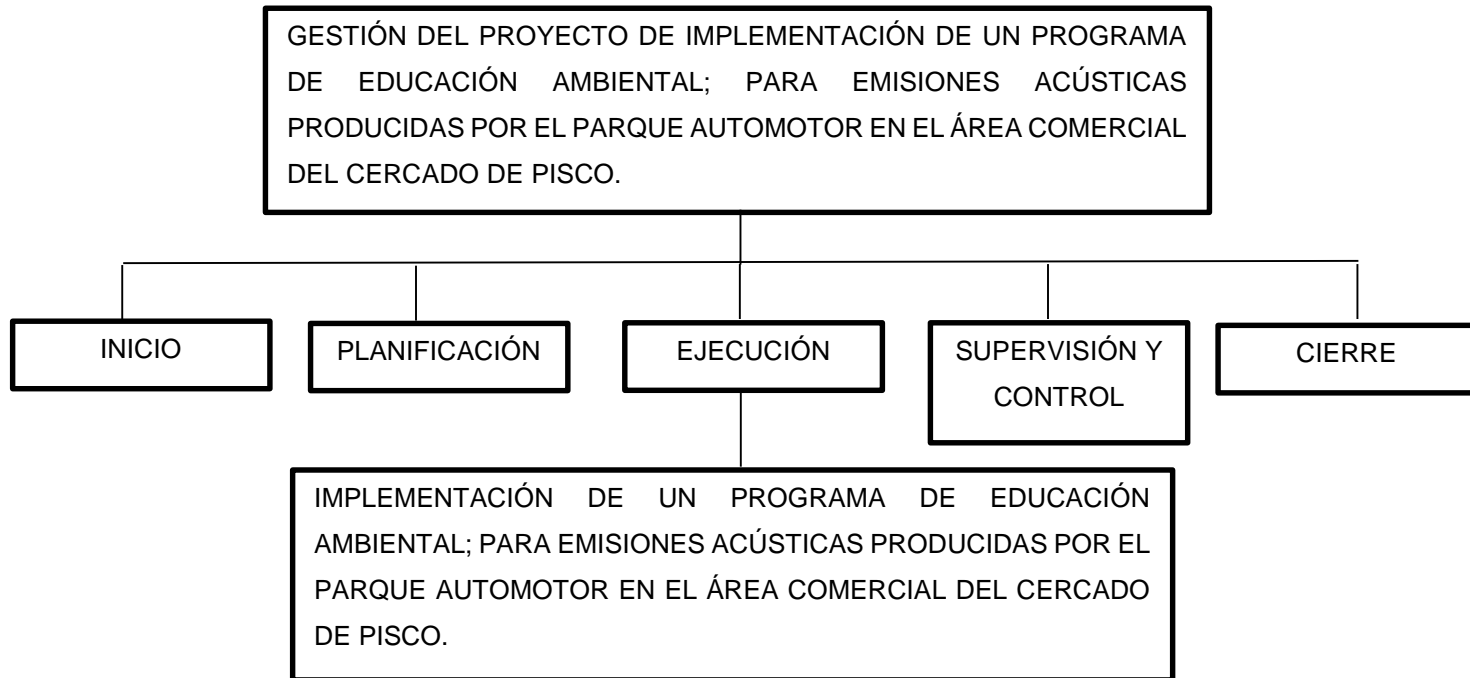 GESTIÓN DEL PROYECTO DE IMPLEMENTACIÓN DE UN PROGRAMA
DE EDUCACIÓN AMBIENTAL; PARA EMISIONES ACÚSTICAS
PRODUCIDAS POR EL PARQUE AUTOMOTOR EN EL ÁREA COMERCIAL
DEL CERCADO DE PISCO.
INICIO
PLANIFICACIÓN
EJECUCIÓN
SUPERVISIÓN Y
CONTROL
CIERRE
IMPLEMENTACIÓN DE UN PROGRAMA DE EDUCACIÓN
AMBIENTAL; PARA EMISIONES ACÚSTICAS PRODUCIDAS POR EL
PARQUE AUTOMOTOR EN EL ÁREA COMERCIAL DEL CERCADO
DE PISCO.